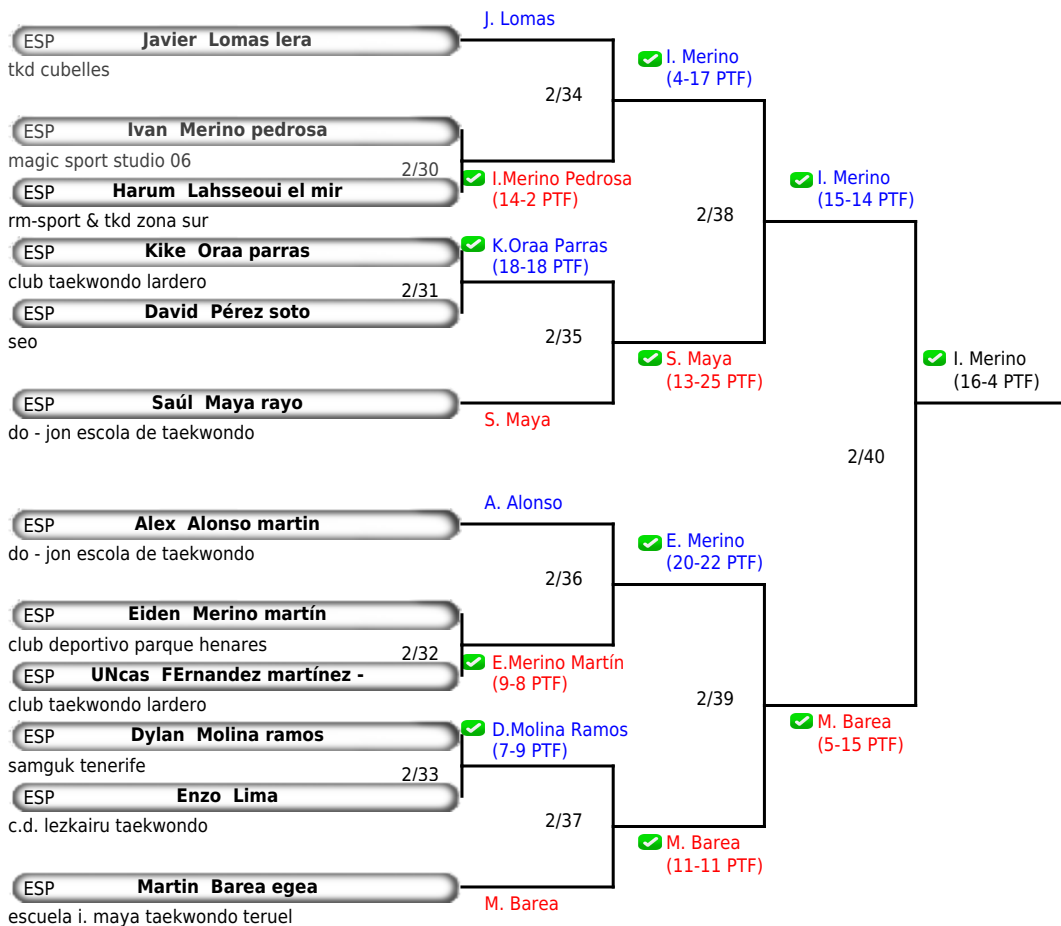 J. Lomas
ESP Javier Lomas lera
tkd cubelles
I. Merino
(4-17 PTF)
2/34
ESP Ivan Merino pedrosa
magic sport studio 06
2/30
I.Merino Pedrosa
(14-2 PTF)
ESP Harum Lahsseoui el mir
rm-sport & tkd zona sur
I. Merino
(15-14 PTF)
2/38
ESP Kike Oraa parras
club taekwondo lardero
K.Oraa Parras
(18-18 PTF)
2/31
ESP David Pérez soto
seo
2/35
S. Maya
(13-25 PTF)
I. Merino
(16-4 PTF)
ESP Saúl Maya rayo
do - jon escola de taekwondo
S. Maya
2/40
A. Alonso
ESP Alex Alonso martin
do - jon escola de taekwondo
E. Merino
(20-22 PTF)
2/36
ESP Eiden Merino martín
club deportivo parque henares
2/32
E.Merino Martín
(9-8 PTF)
ESP UNcas FErnandez martínez -
club taekwondo lardero
2/39
M. Barea
(5-15 PTF)
ESP Dylan Molina ramos
samguk tenerife
D.Molina Ramos
(7-9 PTF)
2/33
ESP Enzo Lima
c.d. lezkairu taekwondo
2/37
M. Barea
(11-11 PTF)
ESP Martin Barea egea
escuela i. maya taekwondo teruel
M. Barea